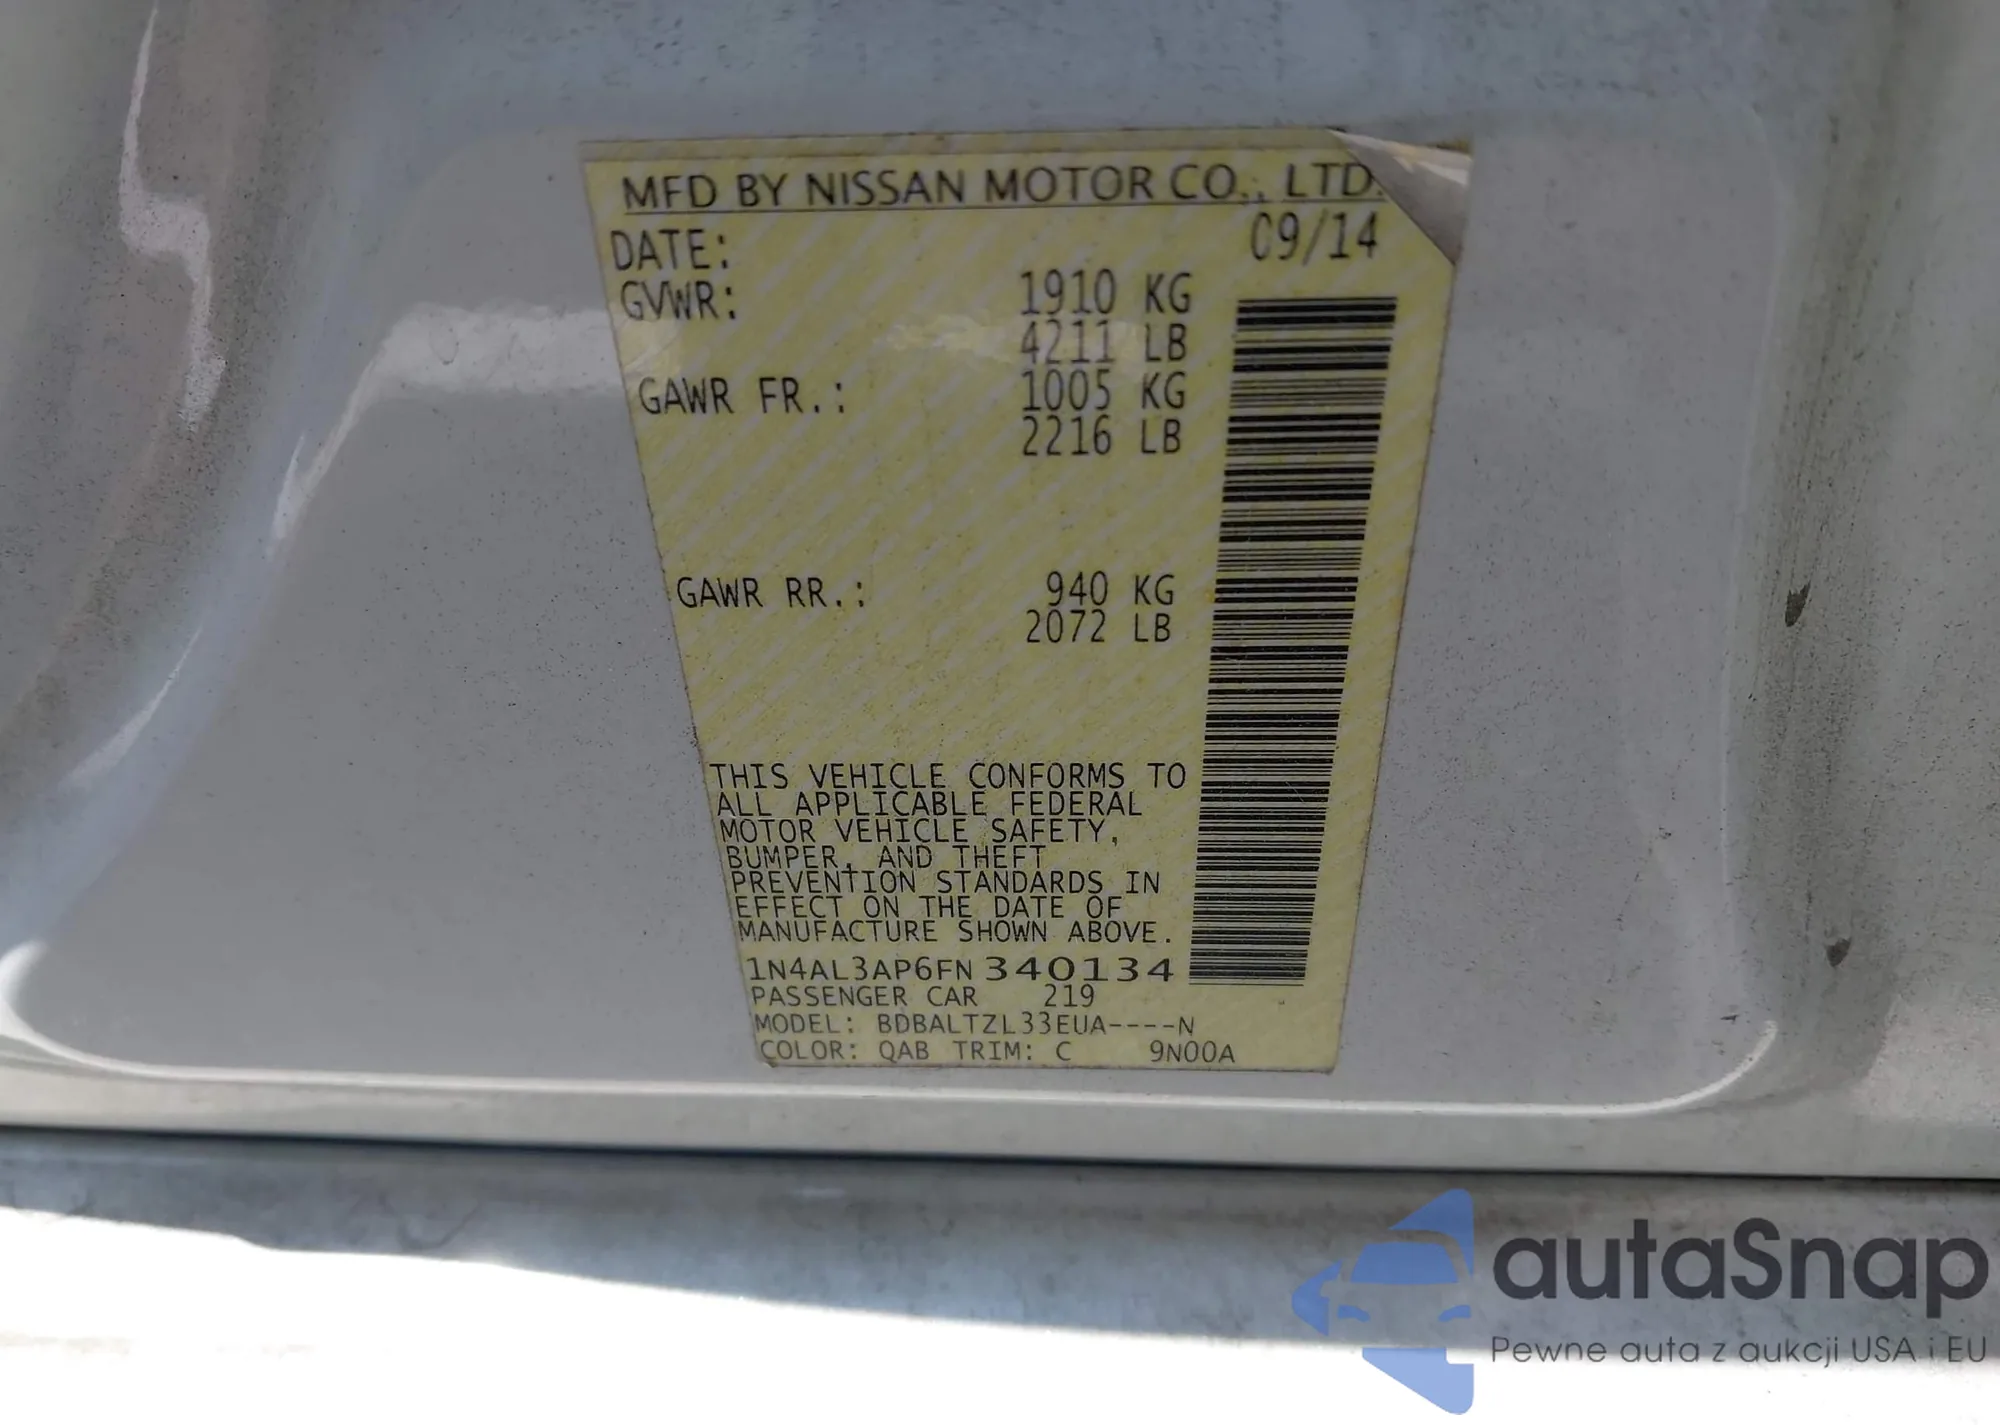 MFD BY NISSAN MOTOR CO., LTD.
DATE: 09/14
GVWR: 1910 KG
4211 LB
GAWR FR.: 1005 KG
2216 LB
GAWR RR.: 940 KG
2072 LB
THIS VEHICLE CONFORMS TO
ALL APPLICABLE FEDERAL
MOTOR VEHICLE SAFETY,
BUMPER, AND THEFT
PREVENTION STANDARDS IN
EFFECT ON THE DATE OF
MANUFACTURE SHOWN ABOVE.
1N4AL3AP6FN 340134
PASSENGER CAR 219
MODEL: BDBALTZL33EUA----N
COLOR: QAB TRIM: C 9N00A
autaSnap
Pewne auta z aukcji USA i EU